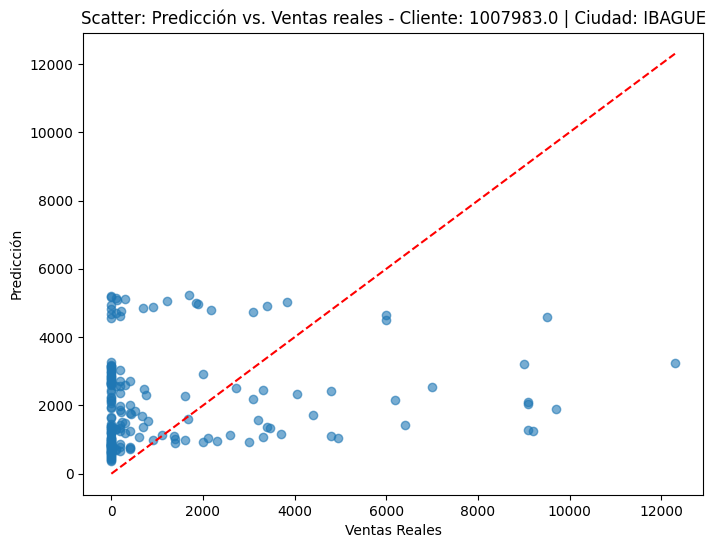 Scatter: Predicción vs. Ventas reales - Cliente: 1007983.0 | Ciudad: IBAGUE
12000
10000
8000
6000
4000
2000
0
Predicción
0 2000 4000 6000 8000 10000 12000
Ventas Reales